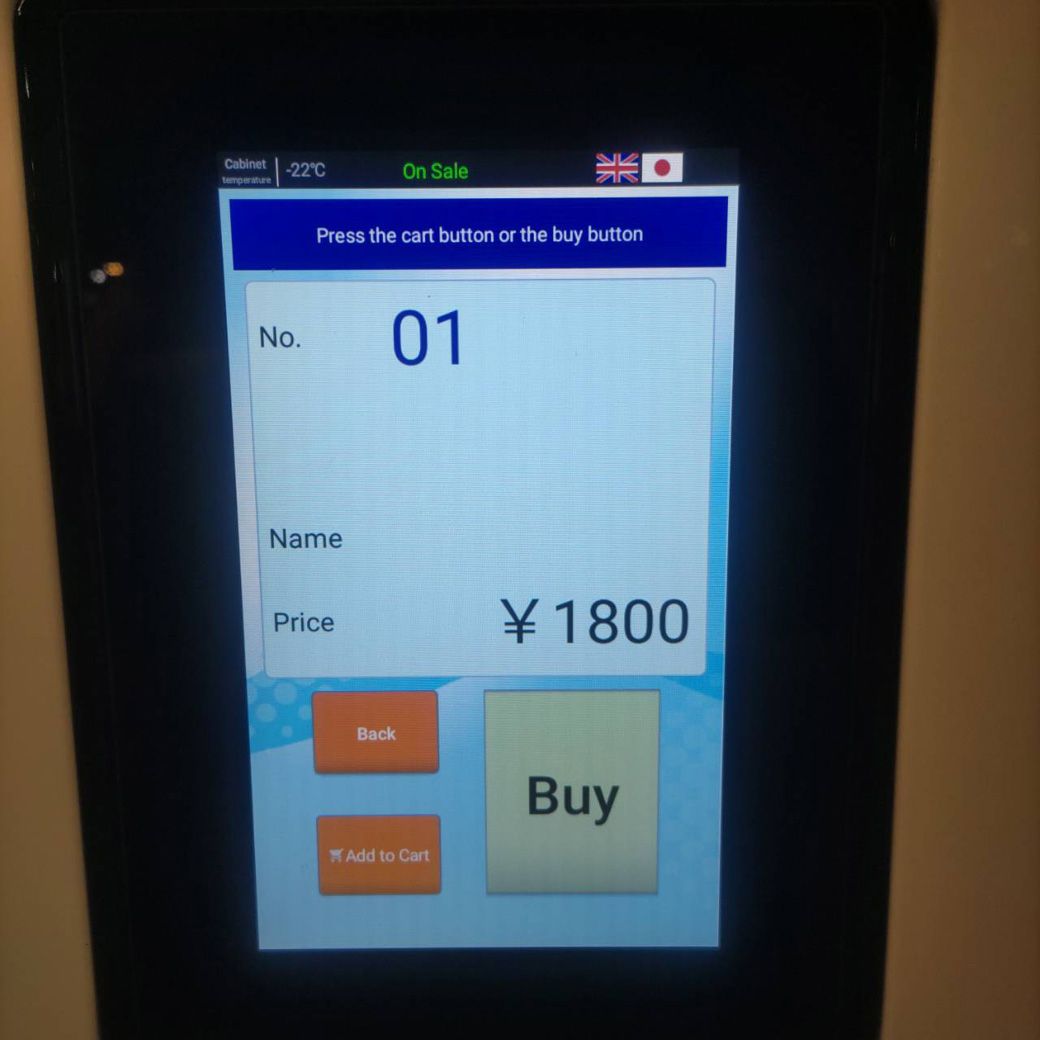 Cabinet
temperature
-22℃
On Sale
Press the cart button or the buy button
No. 01
Name
Price ¥1800
Back
Buy
Add to Cart